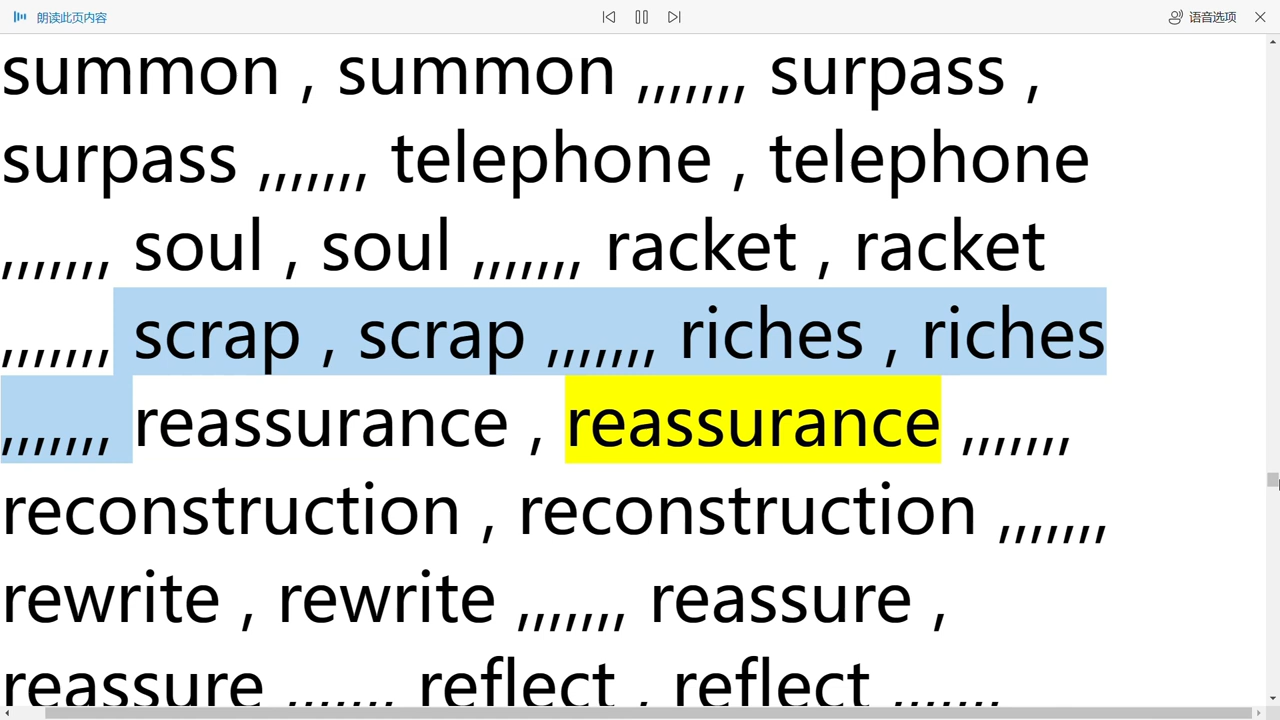 朗读此页内容 语音选项
summon , summon ,,,,,,, surpass ,
surpass ,,,,,,, telephone , telephone
,,,,,,, soul , soul ,,,,,,, racket , racket
,,,,,,, scrap , scrap ,,,,,,, riches , riches
,,,,,,, reassurance , reassurance ,,,,,,,
reconstruction , reconstruction ,,,,,,,
rewrite , rewrite ,,,,,,, reassure ,
reassure ,,,,,,, reflect , reflect ,,,,,,,